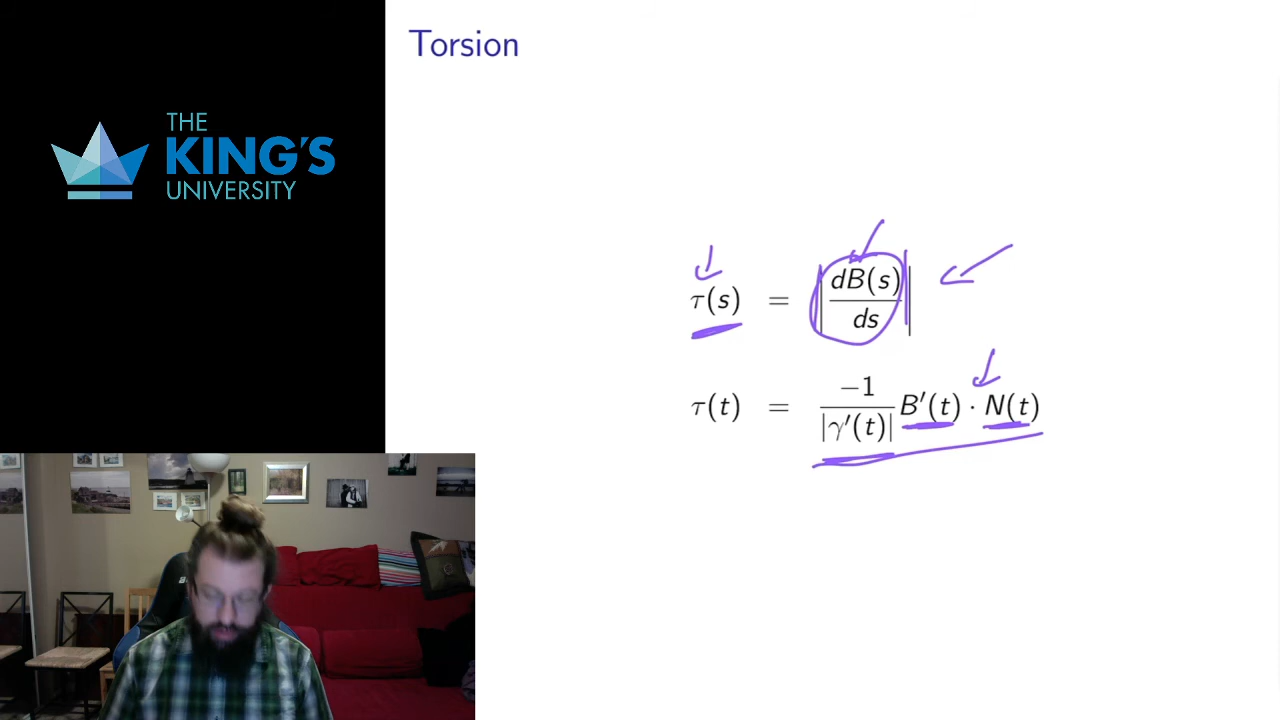 Torsion
THE
KING'S
UNIVERSITY
τ(s) = |dB(s)/ds|
τ(t) = -1/|γ′(t)| B′(t) · N(t)